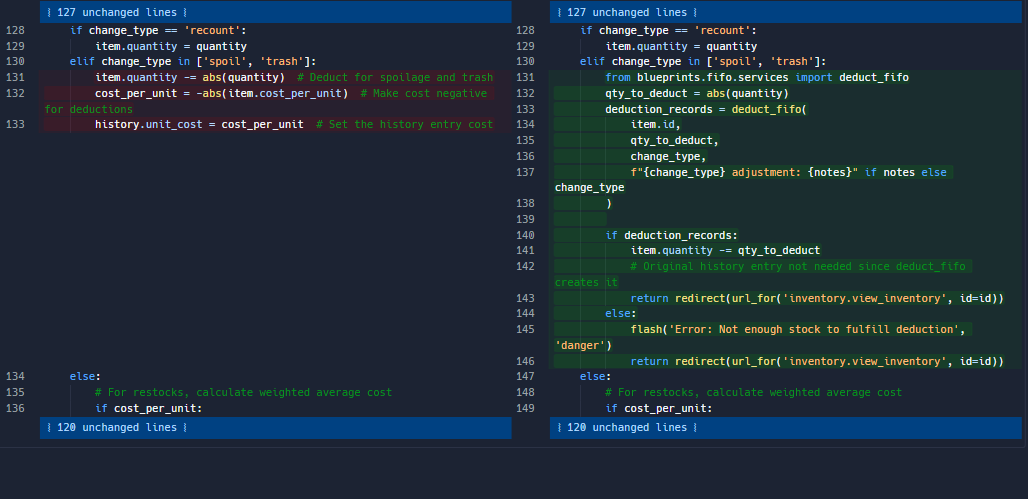 127 unchanged lines
128 if change_type == 'recount':
129 item.quantity = quantity
130 elif change_type in ['spoil', 'trash']:
131 item.quantity -= abs(quantity)  # Deduct for spoilage and trash
132 cost_per_unit = -abs(item.cost_per_unit)  # Make cost negative
for deductions
133 history.unit_cost = cost_per_unit  # Set the history entry cost
134 else:
135 # For restocks, calculate weighted average cost
136 if cost_per_unit:
120 unchanged lines
127 unchanged lines
128 if change_type == 'recount':
129 item.quantity = quantity
130 elif change_type in ['spoil', 'trash']:
131 from blueprints.fifo.services import deduct_fifo
132 qty_to_deduct = abs(quantity)
133 deduction_records = deduct_fifo(
134 item.id,
135 qty_to_deduct,
136 change_type,
137 f"{change_type} adjustment: {notes}" if notes else
change_type
138 )
139
140 if deduction_records:
141 item.quantity -= qty_to_deduct
142 # Original history entry not needed since deduct_fifo
creates it
143 return redirect(url_for('inventory.view_inventory', id=id))
144 else:
145 flash('Error: Not enough stock to fulfill deduction',
'danger')
146 return redirect(url_for('inventory.view_inventory', id=id))
147 else:
148 # For restocks, calculate weighted average cost
149 if cost_per_unit:
120 unchanged lines